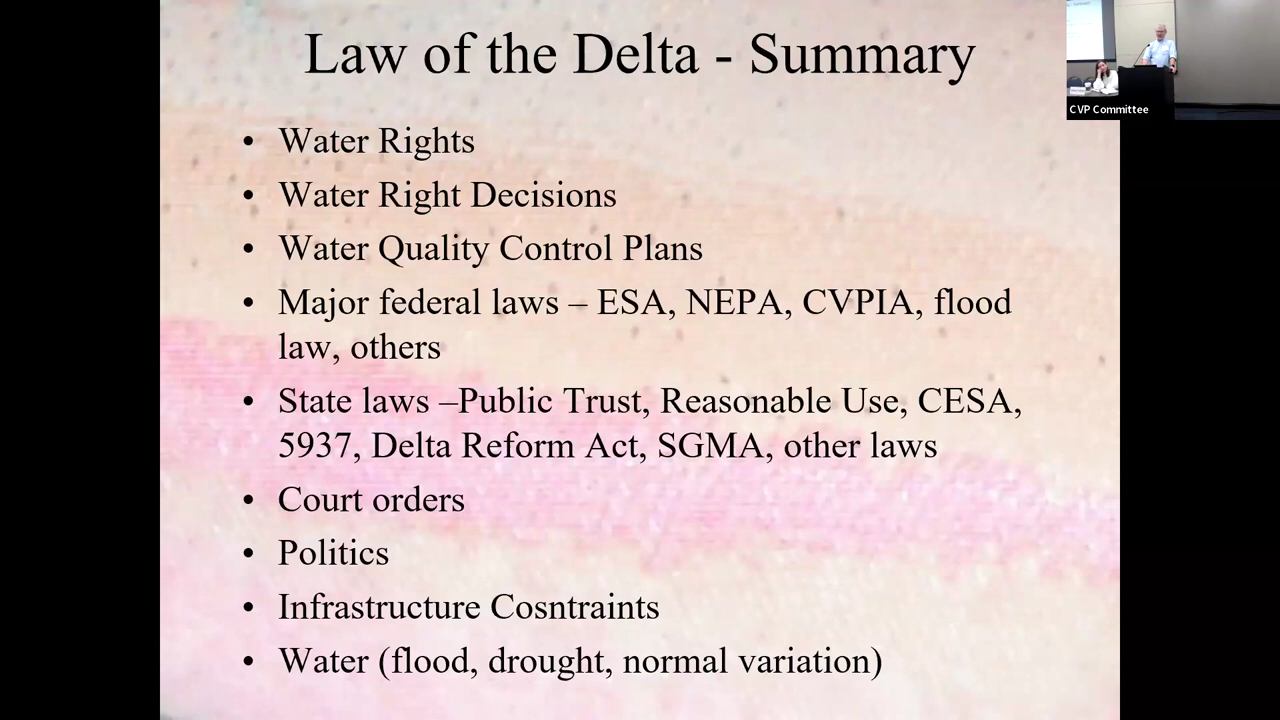 Law of the Delta - Summary
CVP Committee
• Water Rights
• Water Right Decisions
• Water Quality Control Plans
• Major federal laws – ESA, NEPA, CVPIA, flood
law, others
• State laws –Public Trust, Reasonable Use, CESA,
5937, Delta Reform Act, SGMA, other laws
• Court orders
• Politics
• Infrastructure Cosntraints
• Water (flood, drought, normal variation)